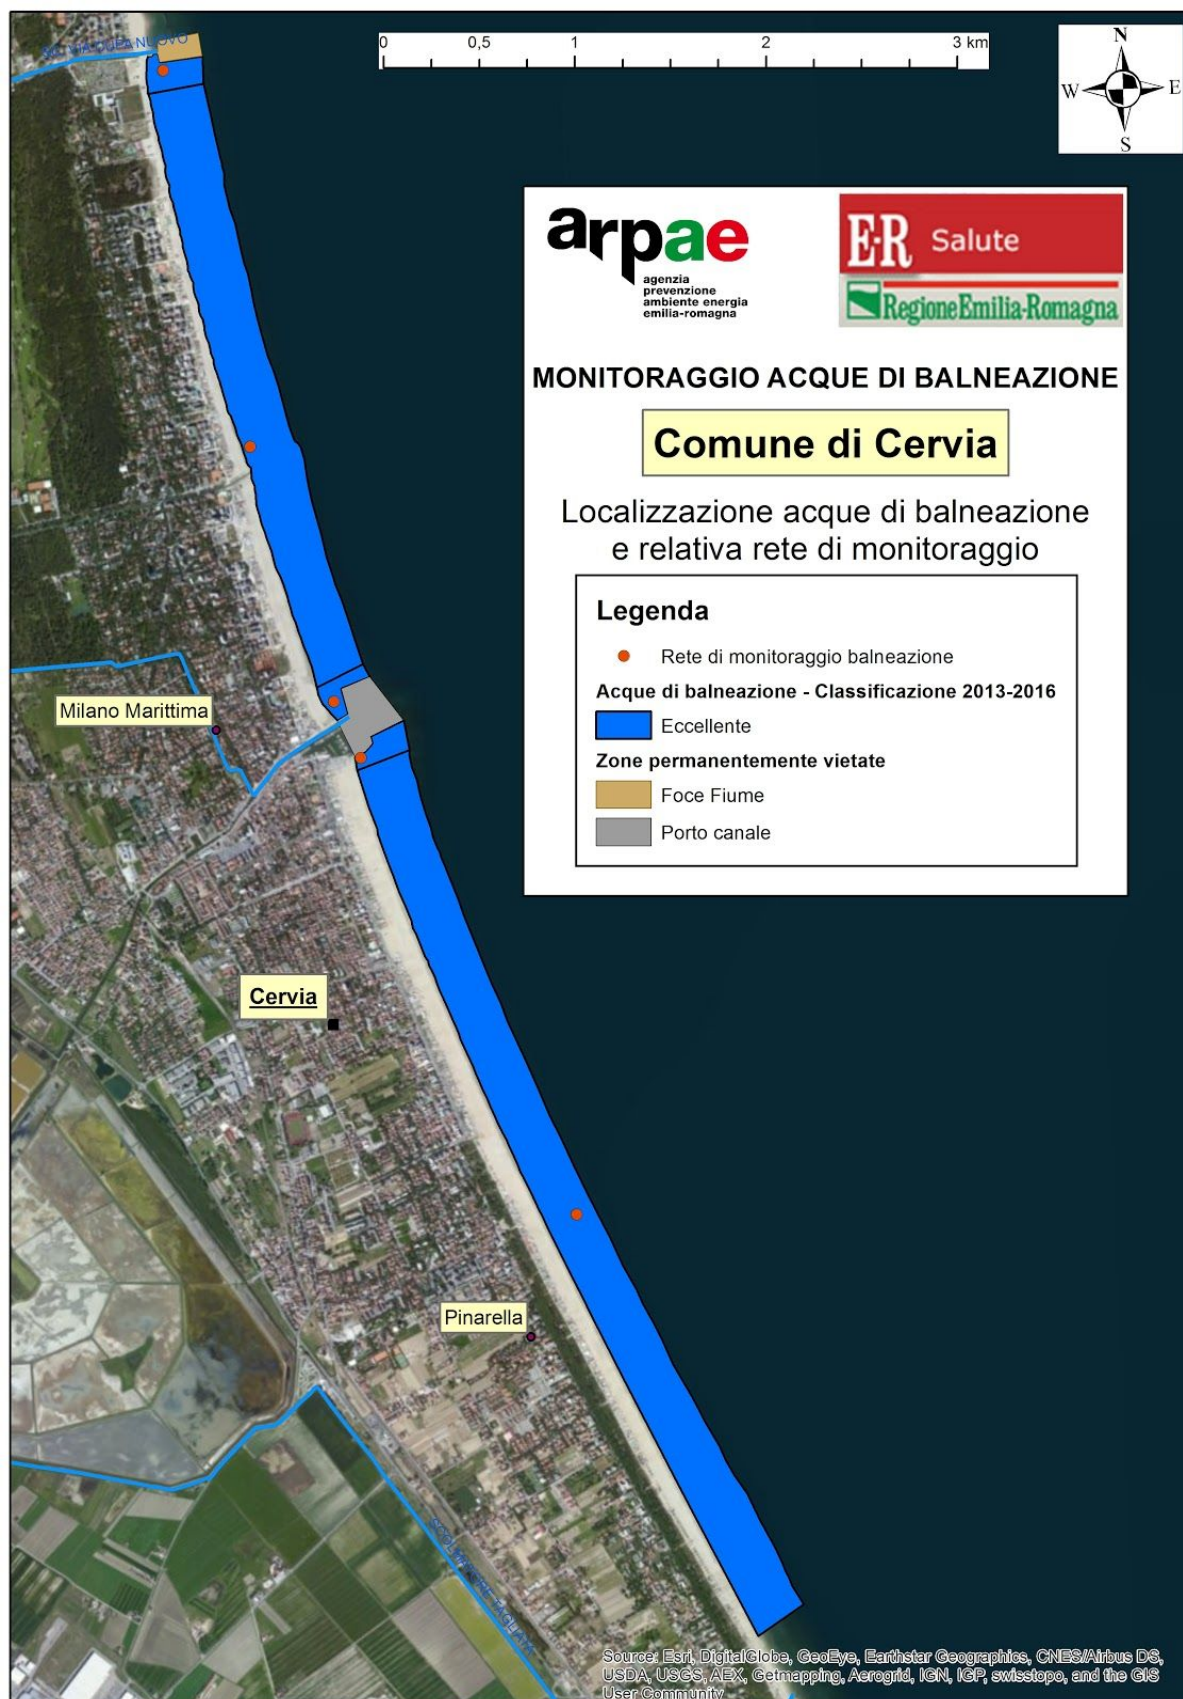 0 0,5 1 2 3 km
N
W E
S
arpae
agenzia
prevenzione
ambiente energia
emilia-romagna
E-R Salute
RegioneEmilia-Romagna
MONITORAGGIO ACQUE DI BALNEAZIONE
Comune di Cervia
Localizzazione acque di balneazione
e relativa rete di monitoraggio
Legenda
Rete di monitoraggio balneazione
Acque di balneazione - Classificazione 2013-2016
Eccellente
Zone permanentemente vietate
Foce Fiume
Porto canale
VIA CUPA NUOVO
Milano Marittima
Cervia
Pinarella
Source: Esri, DigitalGlobe, GeoEye, Earthstar Geographics, CNES/Airbus DS,
USDA, USGS, AEX, Getmapping, Aerogrid, IGN, IGP, swisstopo, and the GIS
User Community